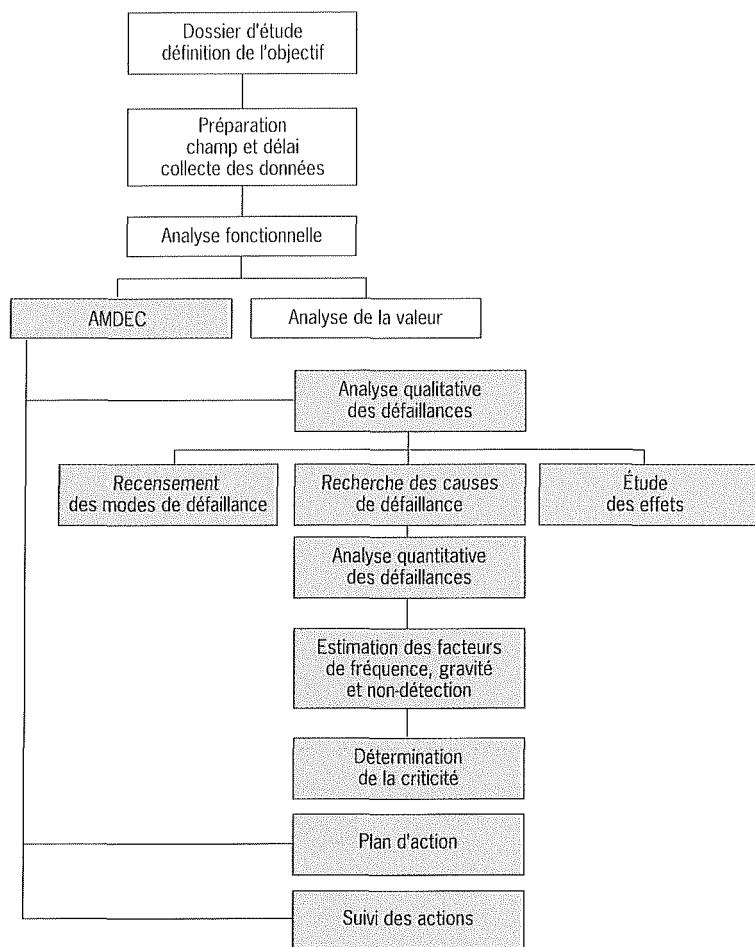 Dossier d'étude
définition de l'objectif
Préparation
champ et délai
collecte des données
Analyse fonctionnelle
AMDEC
Analyse de la valeur
Analyse qualitative
des défaillances
Recensement
des modes de défaillance
Recherche des causes
de défaillance
Étude
des effets
Analyse quantitative
des défaillances
Estimation des facteurs
de fréquence, gravité
et non-détection
Détermination
de la criticité
Plan d'action
Suivi des actions